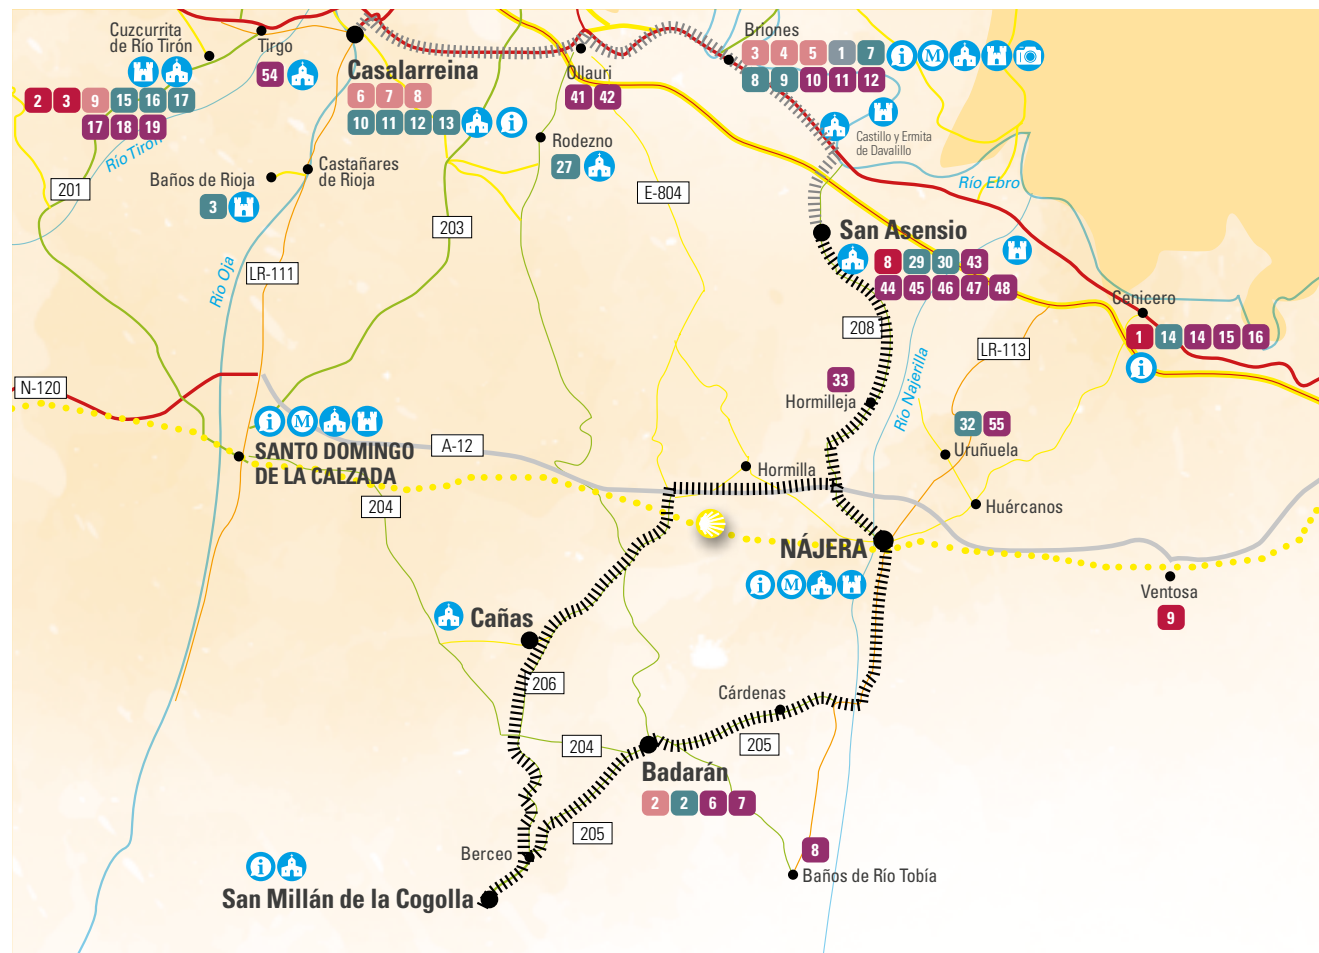 Cuzcurrita
de Río Tirón
Tirgo
54
2 3 9 15 16 17
17 18 19
Río Tirón
Casalarreina
6 7 8
10 11 12 13 i
Ollauri
41 42
Briones
3 4 5 1 7 i M
8 9 10 11 12
Castillo y Ermita
de Davalillo
Rodezno
27
Castañares
de Rioja
Baños de Rioja
3
201
203
E-804
Río Ebro
San Asensio
8 29 30 43
44 45 46 47 48
Río Oja
LR-111
Cenicero
1 14 14 15 16
i
208
LR-113
Río Najerilla
33
Hormilleja
N-120
i M
SANTO DOMINGO
DE LA CALZADA
A-12
32 55
Uruñuela
Hormilla
204
Huércanos
NÁJERA
i M
Ventosa
9
Cañas
206
Cárdenas
204
205
Badarán
2 2 6 7
205
Berceo
8
Baños de Río Tobía
i
San Millán de la Cogolla